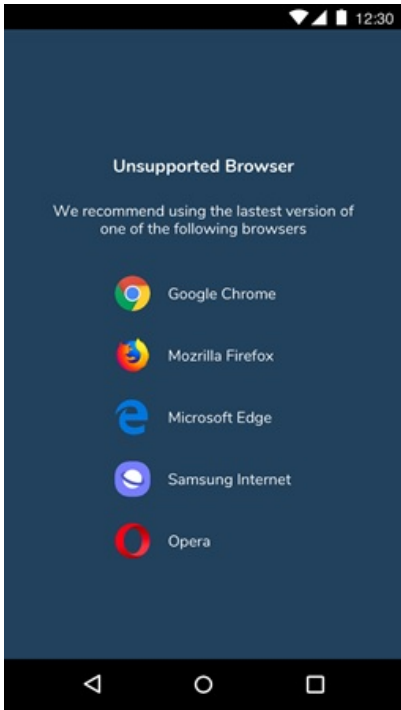 12:30
Unsupported Browser
We recommend using the lastest version of
one of the following browsers
Google Chrome
Mozrilla Firefox
Microsoft Edge
Samsung Internet
Opera